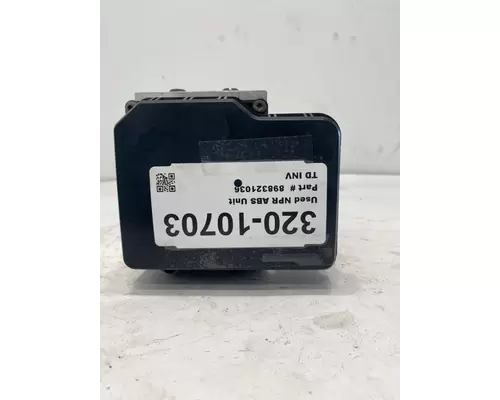 320-10703
Used NPR ABS Unit
Part # 898321036
TD INV